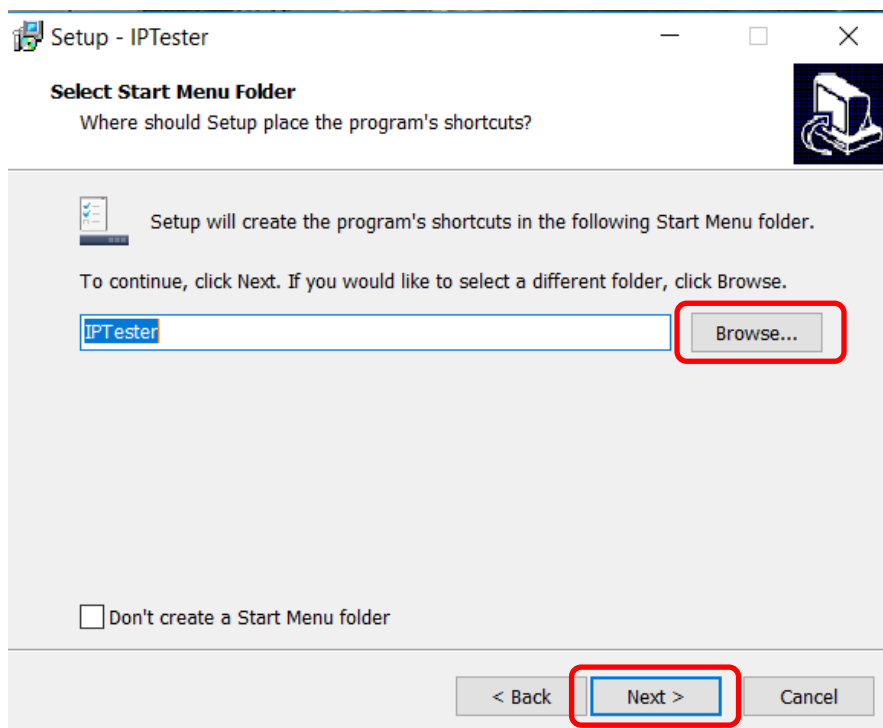 Setup - IPTester
Select Start Menu Folder
Where should Setup place the program's shortcuts?
Setup will create the program's shortcuts in the following Start Menu folder.
To continue, click Next. If you would like to select a different folder, click Browse.
IPTester
Browse...
Don't create a Start Menu folder
< Back
Next >
Cancel